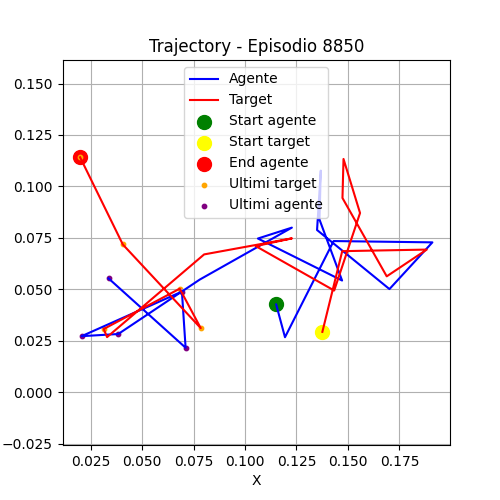 Trajectory - Episodio 8850
Agente
Target
Start agente
Start target
End agente
Ultimi target
Ultimi agente
0.150
0.125
0.100
0.075
0.050
0.025
0.000
−0.025
0.025 0.050 0.075 0.100 0.125 0.150 0.175
X